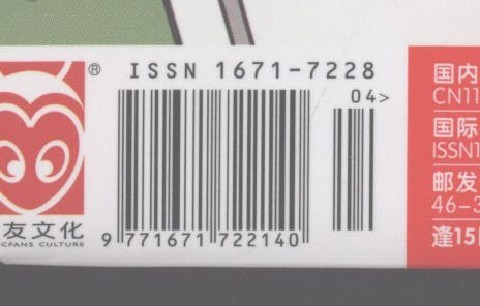 ®
ISSN 1671-7228
04>
9 771671 722140
友文化
CFANS CULTURE
国内
CN11
国际
ISSN1
邮发
46-3
逢15